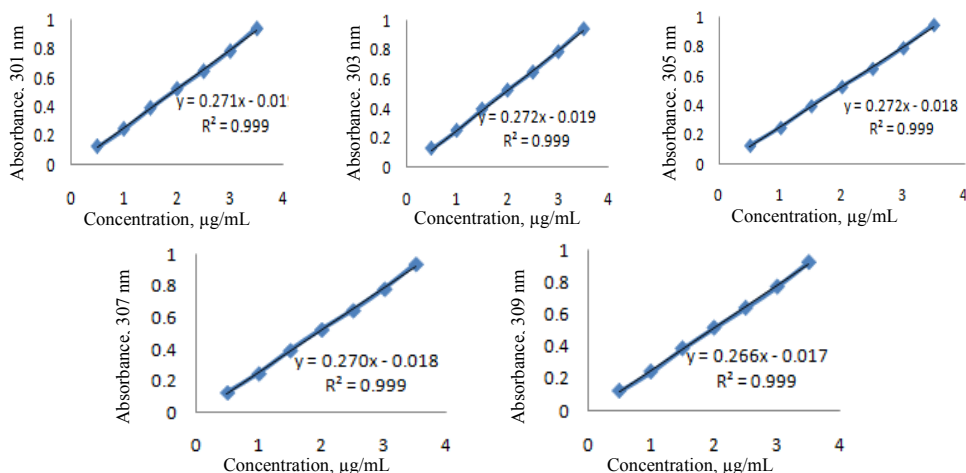 Absorbance. 301 nm
1
0.8
0.6
0.4
0.2
0
y = 0.271x - 0.019
R² = 0.999
0 1 2 3 4
Concentration, µg/mL
Absorbance. 303 nm
1
0.8
0.6
0.4
0.2
0
y = 0.272x - 0.019
R² = 0.999
0 1 2 3 4
Concentration, µg/mL
Absorbance. 305 nm
1
0.8
0.6
0.4
0.2
0
y = 0.272x - 0.018
R² = 0.999
0 1 2 3 4
Concentration, µg/mL
Absorbance. 307 nm
1
0.8
0.6
0.4
0.2
0
y = 0.270x - 0.018
R² = 0.999
0 1 2 3 4
Concentration, µg/mL
Absorbance. 309 nm
1
0.8
0.6
0.4
0.2
0
y = 0.266x - 0.017
R² = 0.999
0 1 2 3 4
Concentration, µg/mL